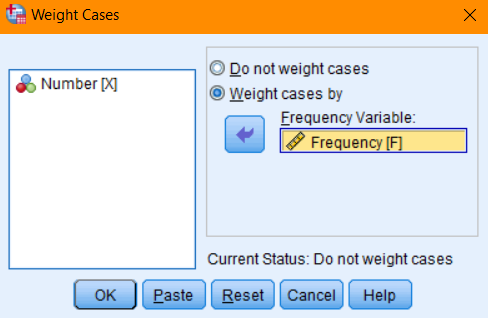 Weight Cases
Number [X]
Do not weight cases
Weight cases by
Frequency Variable:
Frequency [F]
Current Status: Do not weight cases
OK Paste Reset Cancel Help